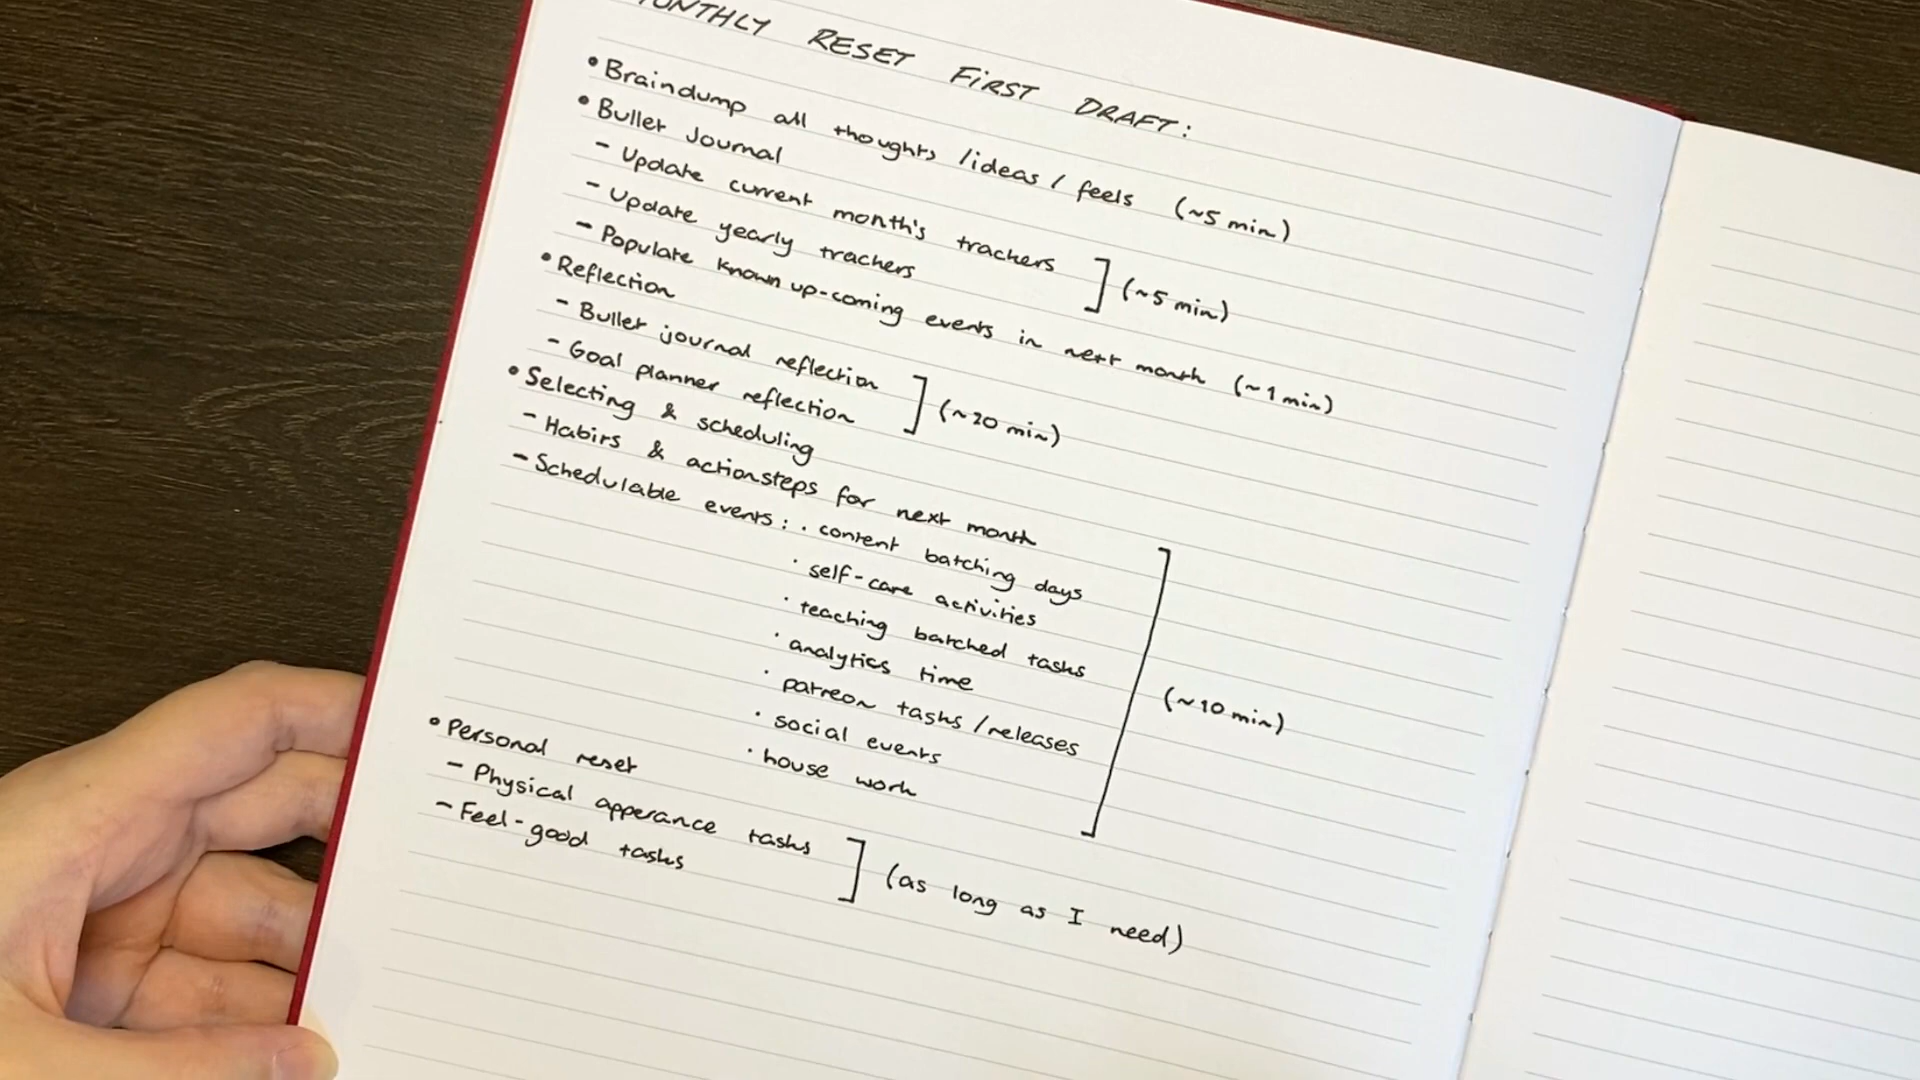 MONTHLY RESET FIRST DRAFT:
• Braindump all thoughts / ideas / feels (~5 min)
• Bullet Journal
- Update current month's trackers
- Update yearly trackers ] (~5 min)
- Populate known up-coming events in next month (~1 min)
• Reflection
- Bullet journal reflection
- Goal planner reflection ] (~20 min)
• Selecting & scheduling
- Habits & action steps for next month
- Schedulable events: · content batching days
· self-care activities
· teaching batched tasks
· analytics time
· patreon tasks / releases ] (~10 min)
· social events
· house work
• Personal reset
- Physical apperance tasks
- Feel-good tasks ] (as long as I need)